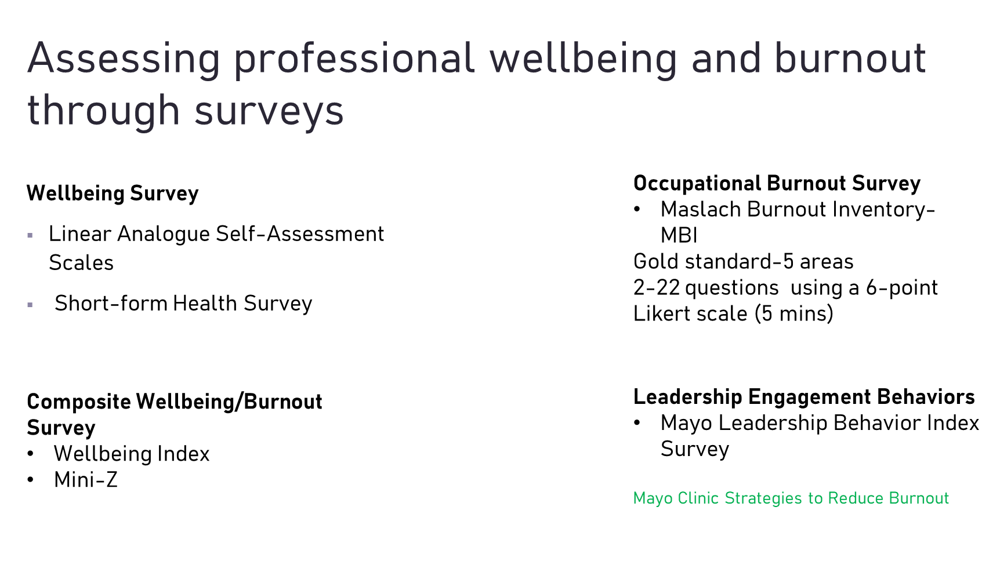 Assessing professional wellbeing and burnout
through surveys
Wellbeing Survey
▪ Linear Analogue Self-Assessment
Scales
▪ Short-form Health Survey
Composite Wellbeing/Burnout
Survey
• Wellbeing Index
• Mini-Z
Occupational Burnout Survey
• Maslach Burnout Inventory-
MBI
Gold standard-5 areas
2-22 questions  using a 6-point
Likert scale (5 mins)
Leadership Engagement Behaviors
• Mayo Leadership Behavior Index
Survey
Mayo Clinic Strategies to Reduce Burnout